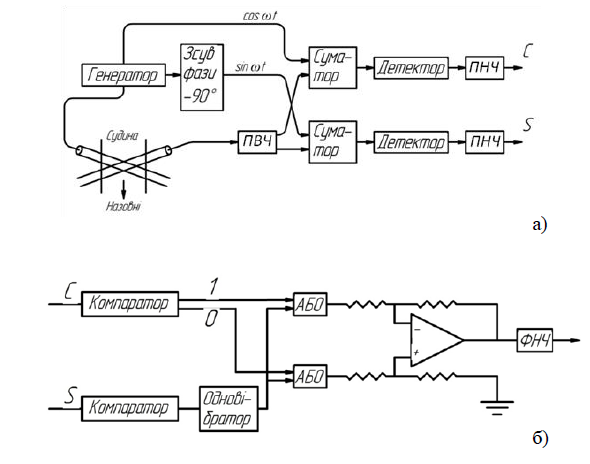 cos ωt
Генератор
Зсув
фази
-90°
sin ωt
Сума-
тор
Детектор
ПНЧ
C
Судина
ПВЧ
Сума-
тор
Детектор
ПНЧ
S
Назовні
а)
C
Компаратор
1
0
АБО
−
+
ФНЧ
АБО
S
Компаратор
Однові-
братор
б)